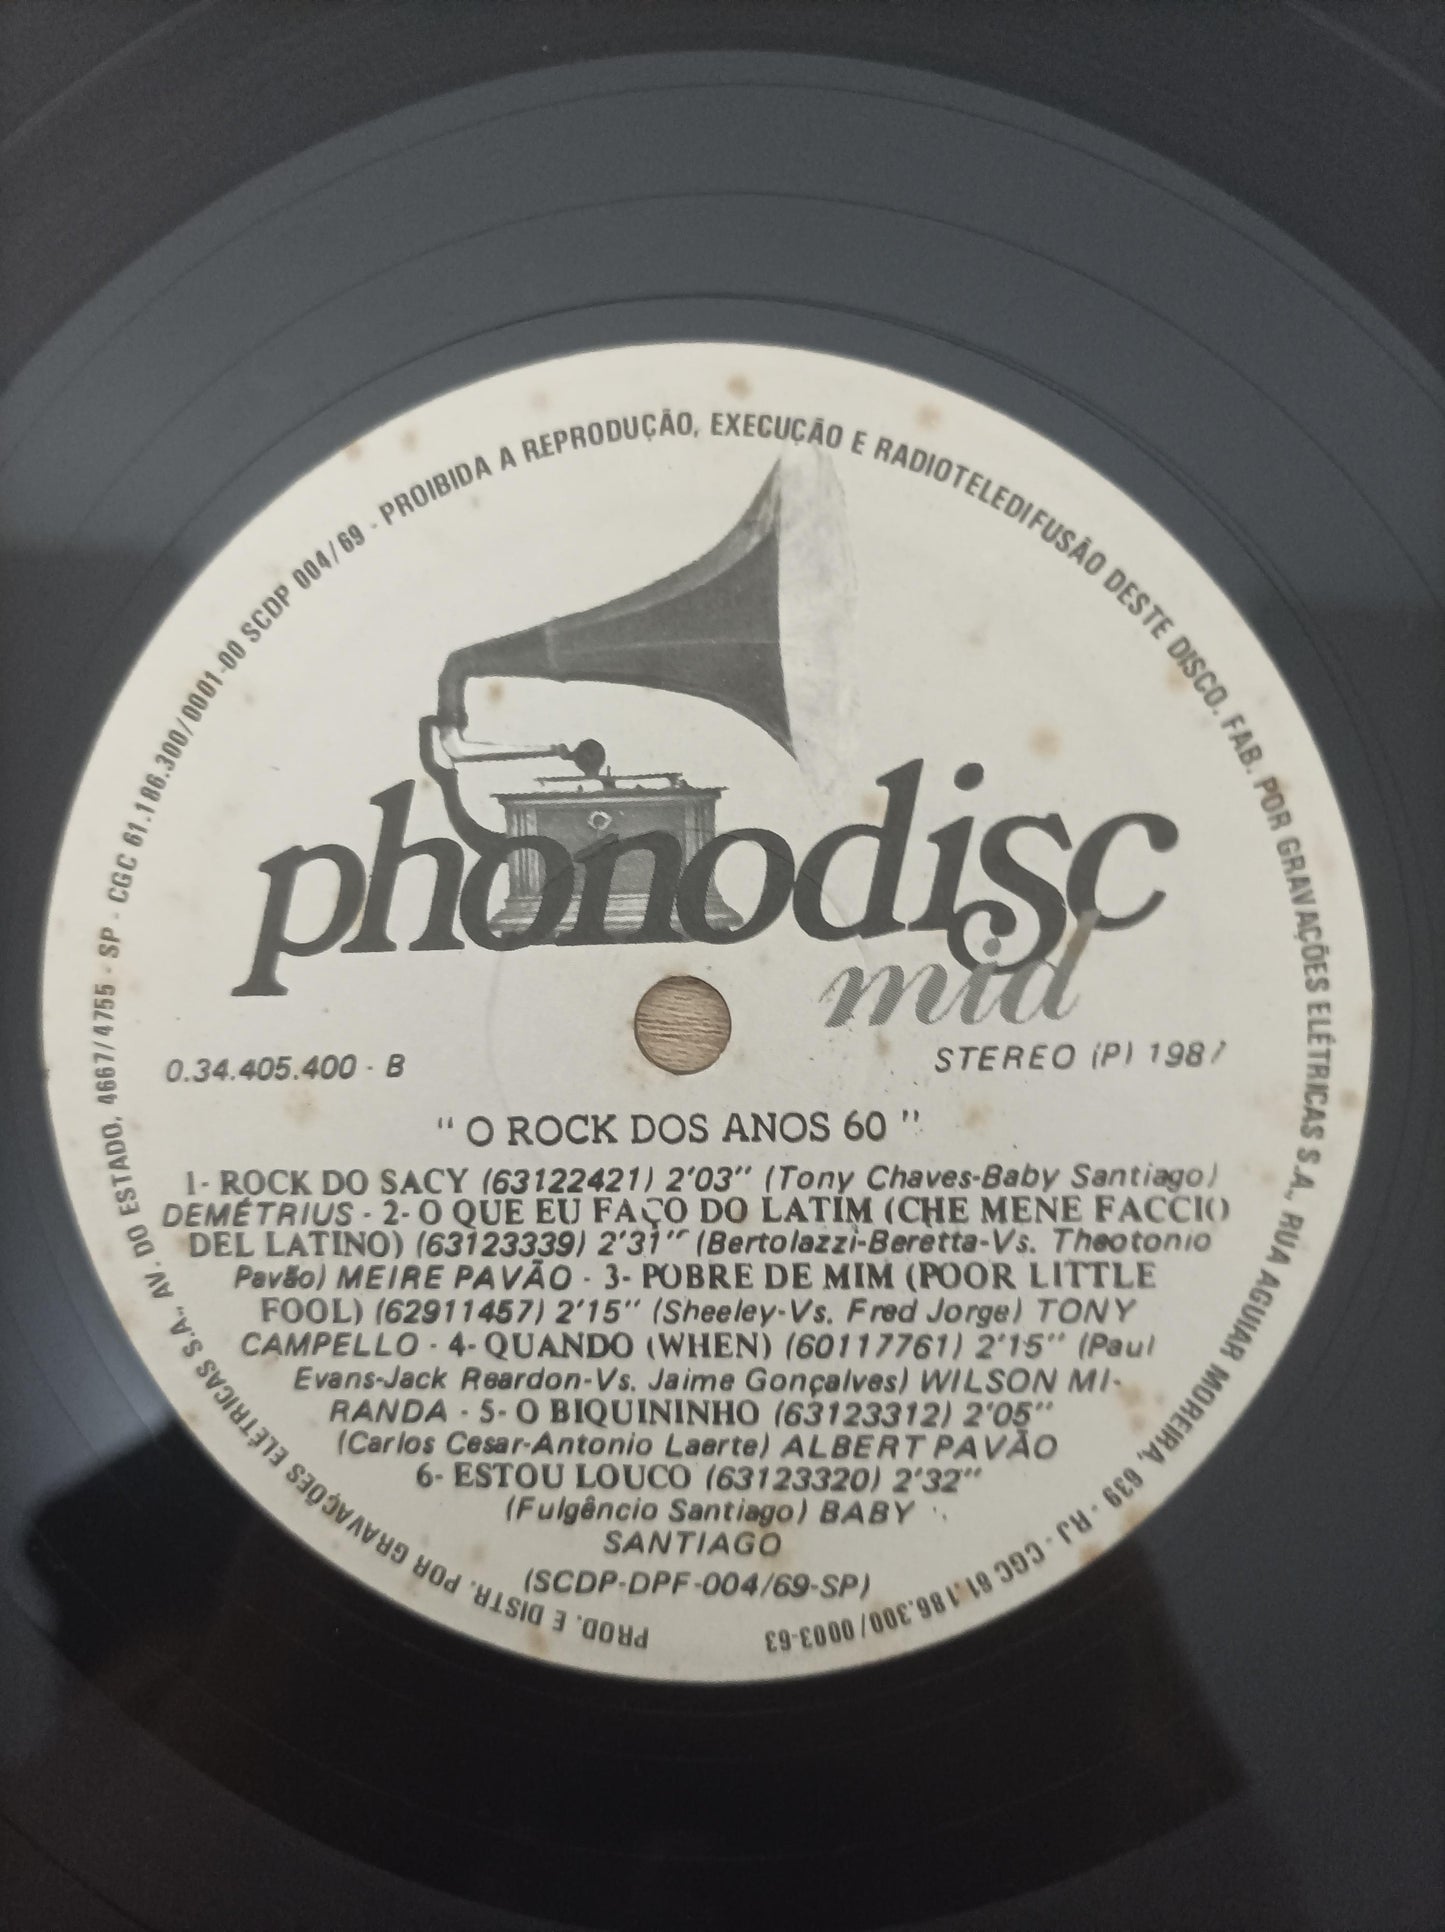 PROD. E DISTR. POR GRAVAÇÕES ELÉTRICAS S.A., AV. DO ESTADO, 4667/4755 - SP - CGC 61.186.300/0001-00 SCDP 004/69 - PROIBIDA A REPRODUÇÃO, EXECUÇÃO E RADIOTELEDIFUSÃO DESTE DISCO. FAB. POR GRAVAÇÕES ELÉTRICAS S.A., RUA AGUIAR MOREIRA, 639 - RJ - CGC 61.186.300/0003-63
phonodisc
mid
0.34.405.400 - B
STEREO (P) 1987
" O ROCK DOS ANOS 60 "
1- ROCK DO SACY (63122421) 2'03" (Tony Chaves-Baby Santiago)
DEMÉTRIUS - 2- O QUE EU FAÇO DO LATIM (CHE MENE FACCIO
DEL LATINO) (63123339) 2'31" (Bertolazzi-Beretta-Vs. Theotonio
Pavão) MEIRE PAVÃO - 3- POBRE DE MIM (POOR LITTLE
FOOL) (62911457) 2'15" (Sheeley-Vs. Fred Jorge) TONY
CAMPELLO - 4- QUANDO (WHEN) (60117761) 2'15" (Paul
Evans-Jack Reardon-Vs. Jaime Gonçalves) WILSON MI-
RANDA - 5- O BIQUININHO (63123312) 2'05"
(Carlos Cesar-Antonio Laerte) ALBERT PAVÃO
6- ESTOU LOUCO (63123320) 2'32"
(Fulgêncio Santiago) BABY
SANTIAGO
(SCDP-DPF-004/69-SP)